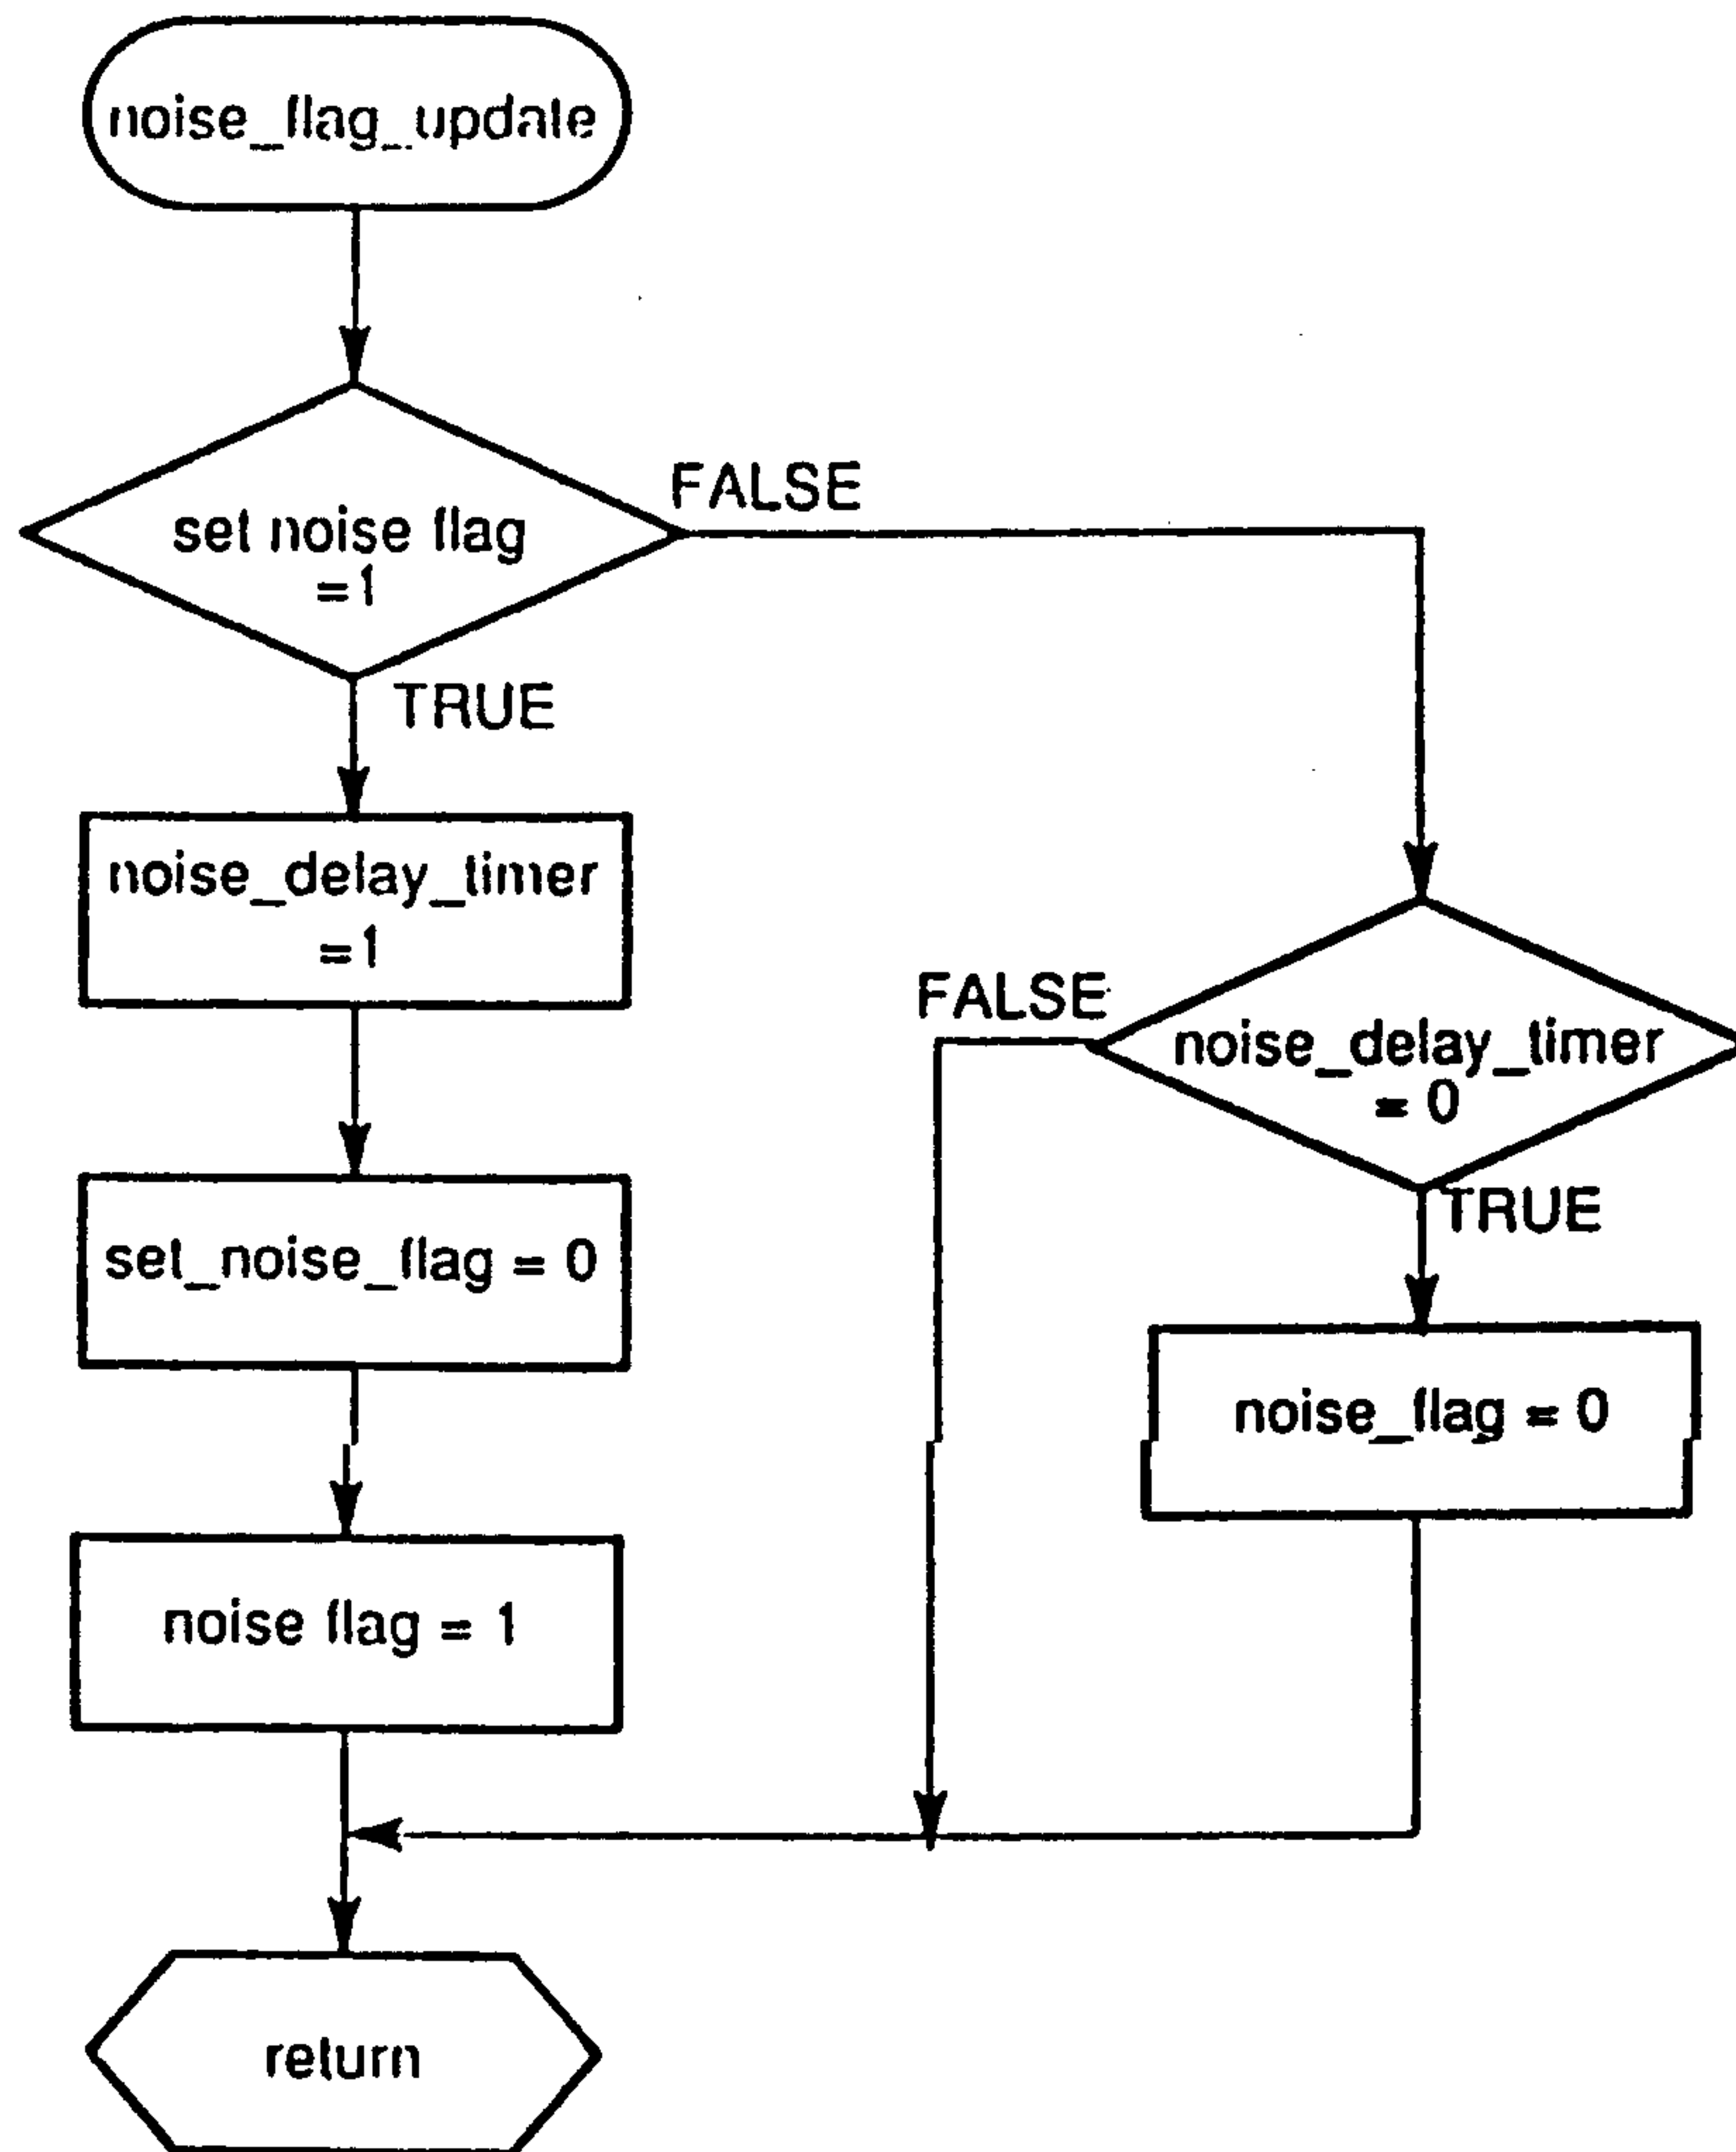 noise_flag_update
set noise flag
=1
FALSE
TRUE
noise_delay_timer
=1
FALSE
noise_delay_timer
= 0
TRUE
set_noise_flag = 0
noise_flag = 0
noise flag = 1
return